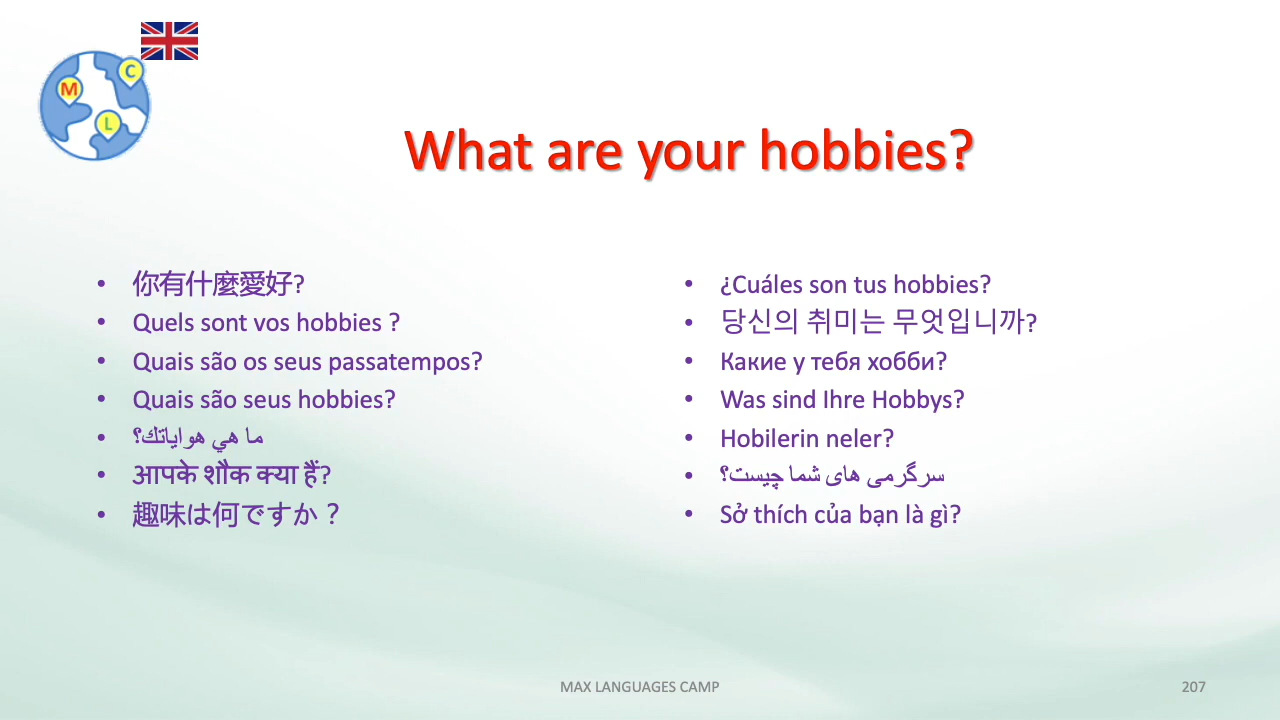 M
C
L
What are your hobbies?
你有什麼愛好?
Quels sont vos hobbies ?
Quais são os seus passatempos?
Quais são seus hobbies?
ما هي هواياتك؟
आपके शौक क्या हैं?
趣味は何ですか？
¿Cuáles son tus hobbies?
당신의 취미는 무엇입니까?
Какие у тебя хобби?
Was sind Ihre Hobbys?
Hobilerin neler?
سرگرمی های شما چیست؟
Sở thích của bạn là gì?
MAX LANGUAGES CAMP
207